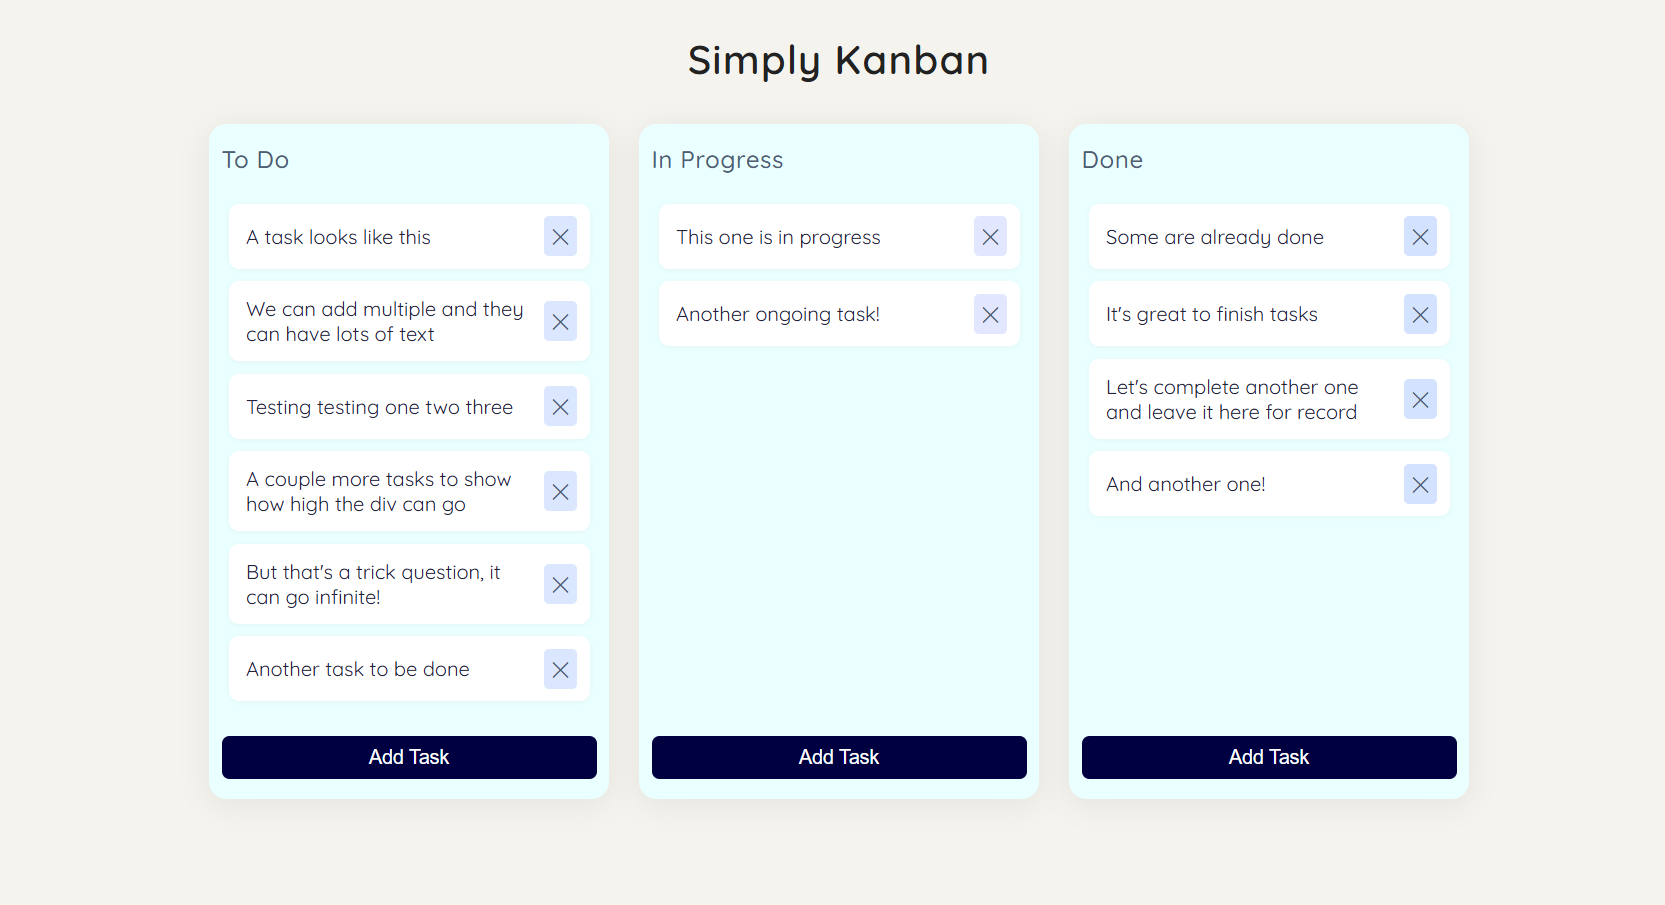 Simply Kanban
To Do
A task looks like this
We can add multiple and they
can have lots of text
Testing testing one two three
A couple more tasks to show
how high the div can go
But that's a trick question, it
can go infinite!
Another task to be done
Add Task
In Progress
This one is in progress
Another ongoing task!
Add Task
Done
Some are already done
It's great to finish tasks
Let's complete another one
and leave it here for record
And another one!
Add Task